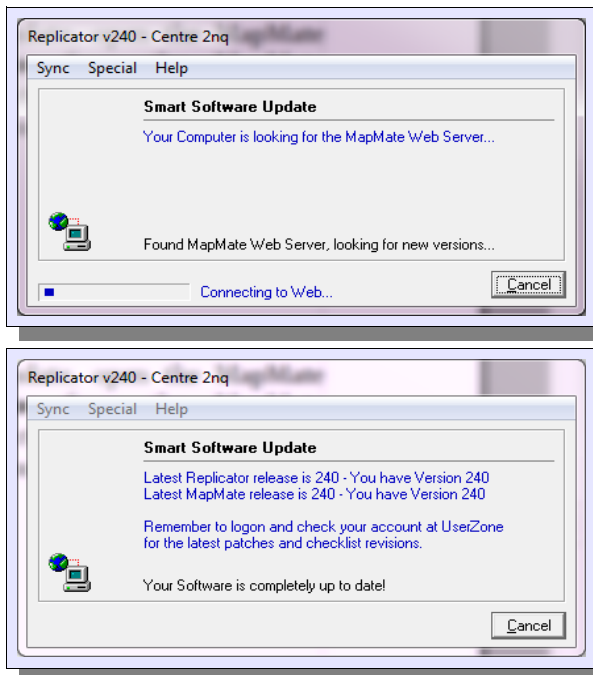 Replicator v240 - Centre 2nq
Sync Special Help
Smart Software Update
Your Computer is looking for the MapMate Web Server...
Found MapMate Web Server, looking for new versions...
Connecting to Web...
Cancel
Replicator v240 - Centre 2nq
Sync Special Help
Smart Software Update
Latest Replicator release is 240 - You have Version 240
Latest MapMate release is 240 - You have Version 240
Remember to logon and check your account at UserZone
for the latest patches and checklist revisions.
Your Software is completely up to date!
Cancel